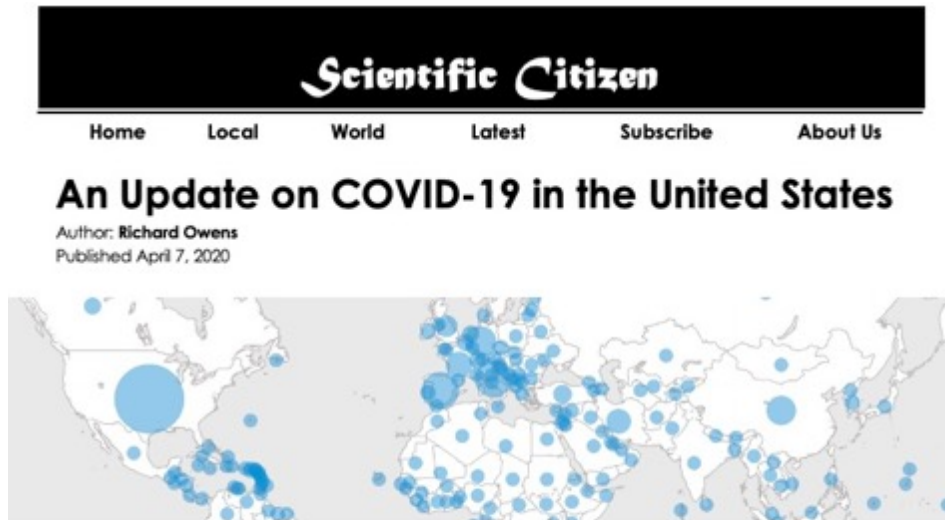 Scientific Citizen
Home Local World Latest Subscribe About Us
An Update on COVID-19 in the United States
Author: Richard Owens
Published April 7, 2020